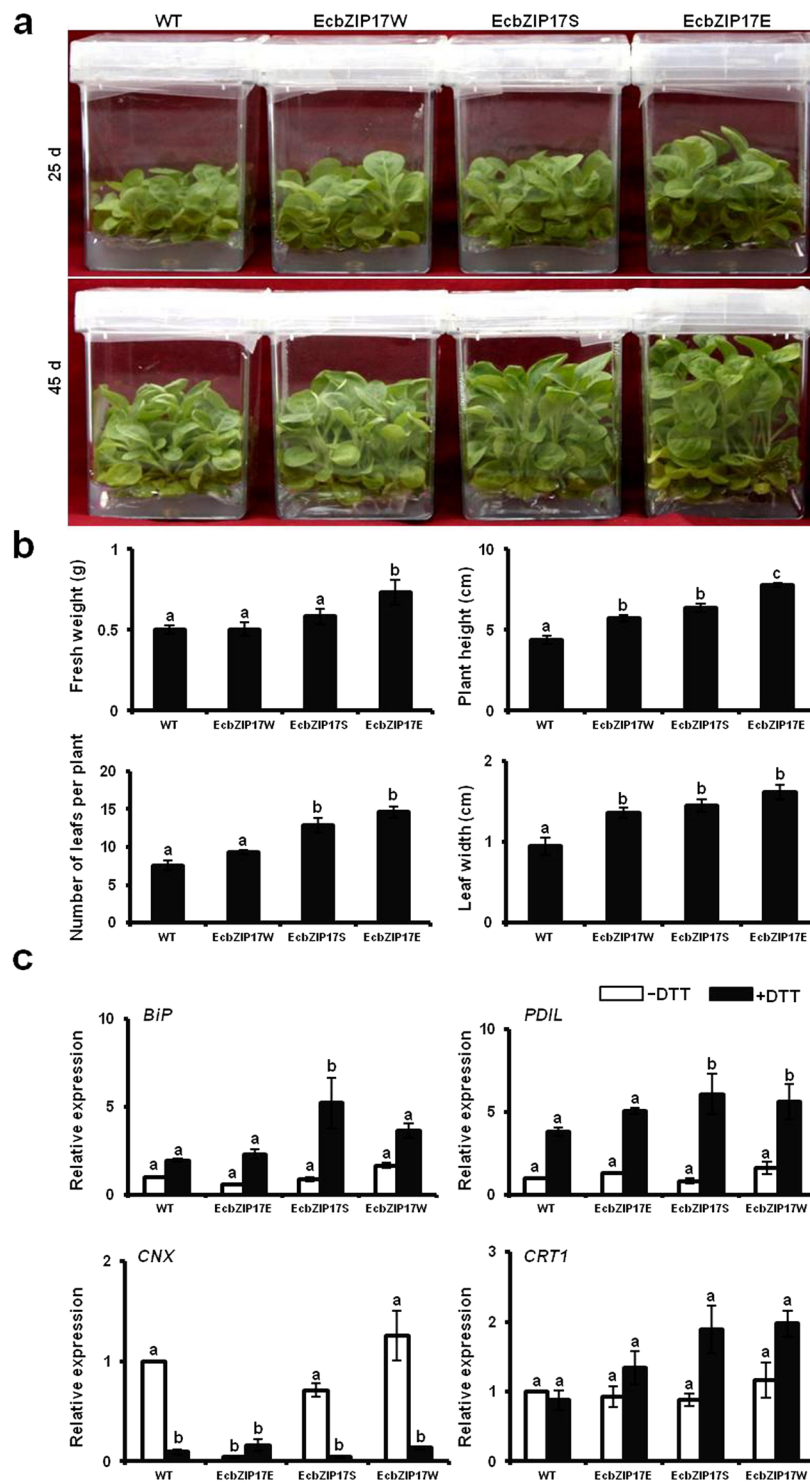 a
WT EcbZIP17W EcbZIP17S EcbZIP17E
25 d
45 d
b
Fresh weight (g)
1
0.5
0
a a a b
WT EcbZIP17W EcbZIP17S EcbZIP17E
Plant height (cm)
10
5
0
a b b c
WT EcbZIP17W EcbZIP17S EcbZIP17E
Number of leafs per plant
20
15
10
5
0
a a b b
WT EcbZIP17W EcbZIP17S EcbZIP17E
Leaf width (cm)
2
1
0
a b b b
WT EcbZIP17W EcbZIP17S EcbZIP17E
c
−DTT +DTT
BiP
Relative expression
10
5
0
a a a a a b a a
WT EcbZIP17E EcbZIP17S EcbZIP17W
PDIL
Relative expression
10
5
0
a a a a a b a b
WT EcbZIP17E EcbZIP17S EcbZIP17W
CNX
Relative expression
2
1
0
a b b b a b a b
WT EcbZIP17E EcbZIP17S EcbZIP17W
CRT1
Relative expression
3
2
1
0
a a a a a a a a
WT EcbZIP17E EcbZIP17S EcbZIP17W